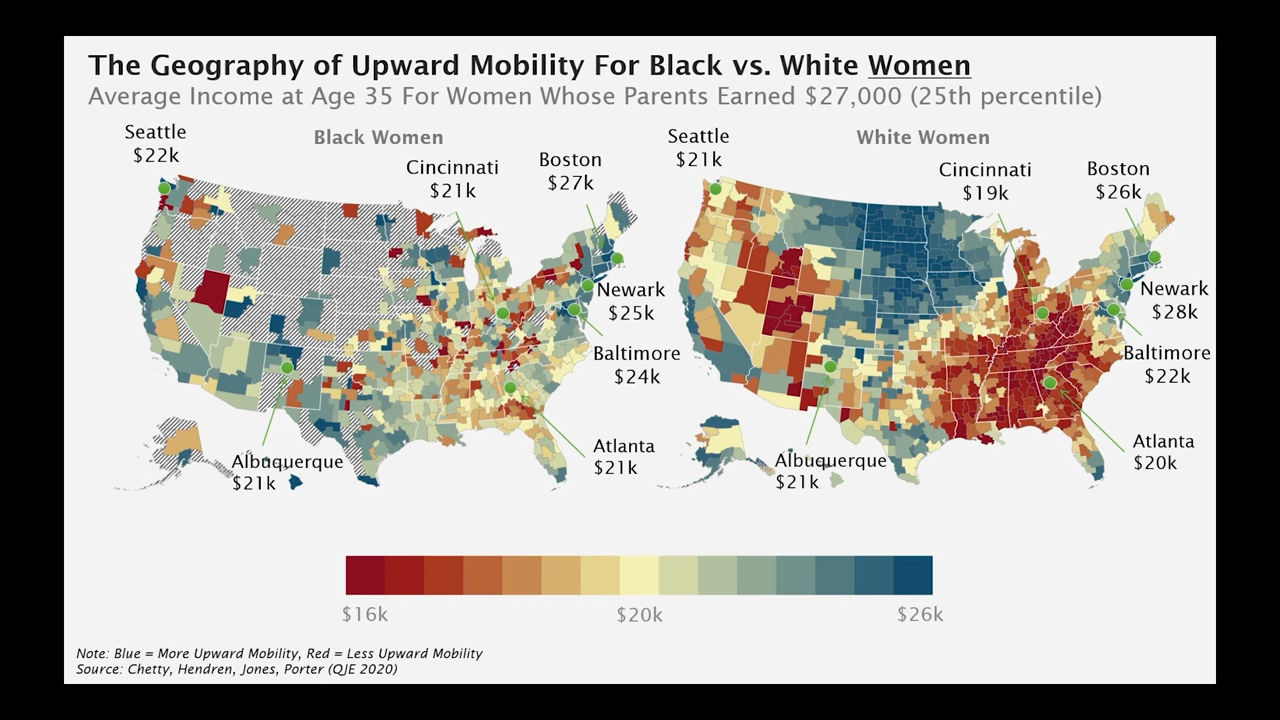 The Geography of Upward Mobility For Black vs. White Women
Average Income at Age 35 For Women Whose Parents Earned $27,000 (25th percentile)
Black Women
Seattle
$22k
Cincinnati
$21k
Boston
$27k
Newark
$25k
Baltimore
$24k
Atlanta
$21k
Albuquerque
$21k
White Women
Seattle
$21k
Cincinnati
$19k
Boston
$26k
Newark
$28k
Baltimore
$22k
Atlanta
$20k
Albuquerque
$21k
$16k
$20k
$26k
Note: Blue = More Upward Mobility, Red = Less Upward Mobility
Source: Chetty, Hendren, Jones, Porter (QJE 2020)